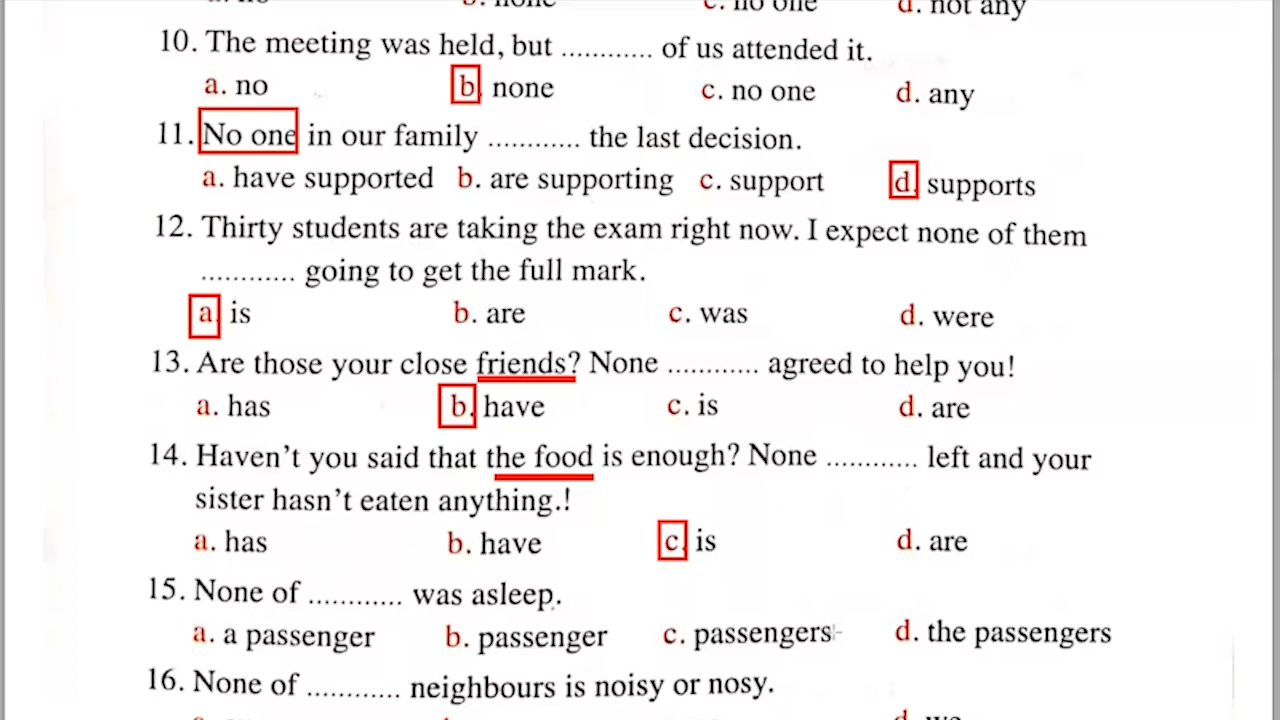 b. none c. no one d. not any
10. The meeting was held, but ............ of us attended it.
a. no b. none c. no one d. any
11. No one in our family ............ the last decision.
a. have supported b. are supporting c. support d. supports
12. Thirty students are taking the exam right now. I expect none of them
............ going to get the full mark.
a. is b. are c. was d. were
13. Are those your close friends? None ............ agreed to help you!
a. has b. have c. is d. are
14. Haven't you said that the food is enough? None ............ left and your
sister hasn't eaten anything.!
a. has b. have c. is d. are
15. None of ............ was asleep.
a. a passenger b. passenger c. passengers d. the passengers
16. None of ............ neighbours is noisy or nosy.